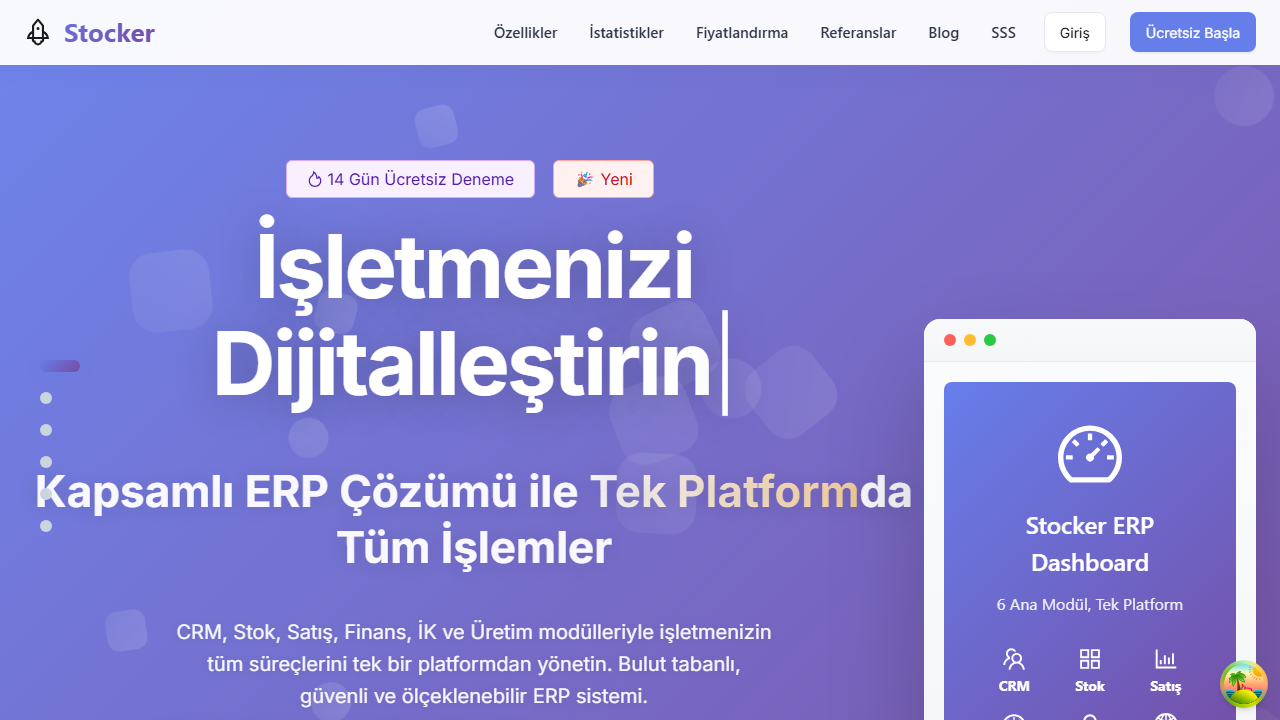 Stocker
Özellikler
İstatistikler
Fiyatlandırma
Referanslar
Blog
SSS
Giriş
Ücretsiz Başla
14 Gün Ücretsiz Deneme
🎉 Yeni
İşletmenizi
Dijitalleştirin
Kapsamlı ERP Çözümü ile Tek Platformda
Tüm İşlemler
CRM, Stok, Satış, Finans, İK ve Üretim modülleriyle işletmenizin
tüm süreçlerini tek bir platformdan yönetin. Bulut tabanlı,
güvenli ve ölçeklenebilir ERP sistemi.
Stocker ERP
Dashboard
6 Ana Modül, Tek Platform
CRM
Stok
Satış